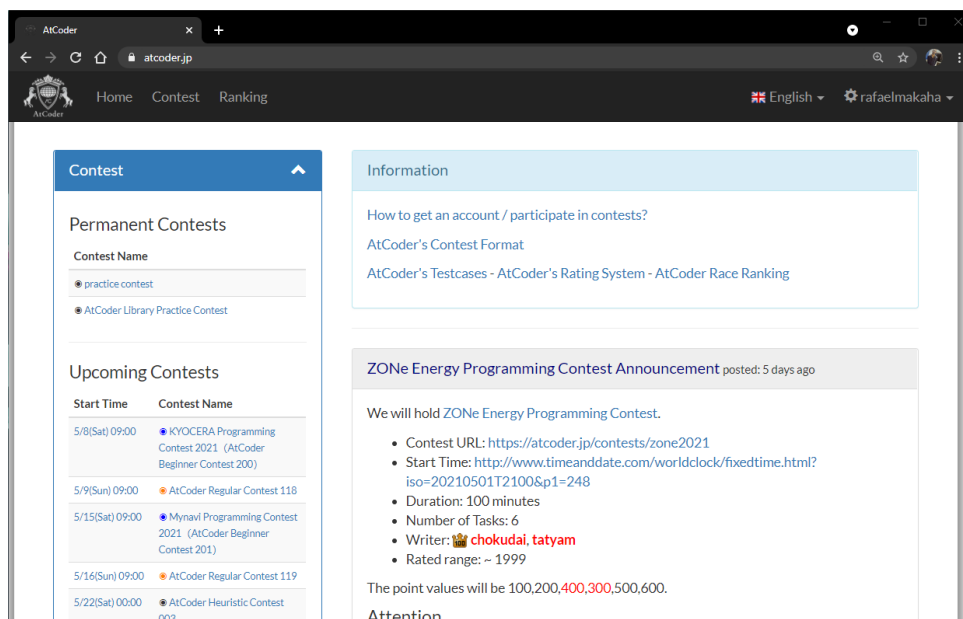 AtCoder
atcoder.jp
AtCoder
Home Contest Ranking
English
rafaelmakaha
Contest
Permanent Contests
Contest Name
practice contest
AtCoder Library Practice Contest
Upcoming Contests
Start Time Contest Name
5/8(Sat) 09:00 KYOCERA Programming
Contest 2021（AtCoder
Beginner Contest 200）
5/9(Sun) 09:00 AtCoder Regular Contest 118
5/15(Sat) 09:00 Mynavi Programming Contest
2021（AtCoder Beginner
Contest 201）
5/16(Sun) 09:00 AtCoder Regular Contest 119
5/22(Sat) 00:00 AtCoder Heuristic Contest
003
Information
How to get an account / participate in contests?
AtCoder's Contest Format
AtCoder's Testcases - AtCoder's Rating System - AtCoder Race Ranking
ZONe Energy Programming Contest Announcement posted: 5 days ago
We will hold ZONe Energy Programming Contest.
• Contest URL: https://atcoder.jp/contests/zone2021
• Start Time: http://www.timeanddate.com/worldclock/fixedtime.html?
iso=20210501T2100&p1=248
• Duration: 100 minutes
• Number of Tasks: 6
• Writer: chokudai, tatyam
• Rated range: ~ 1999
The point values will be 100,200,400,300,500,600.
Attention